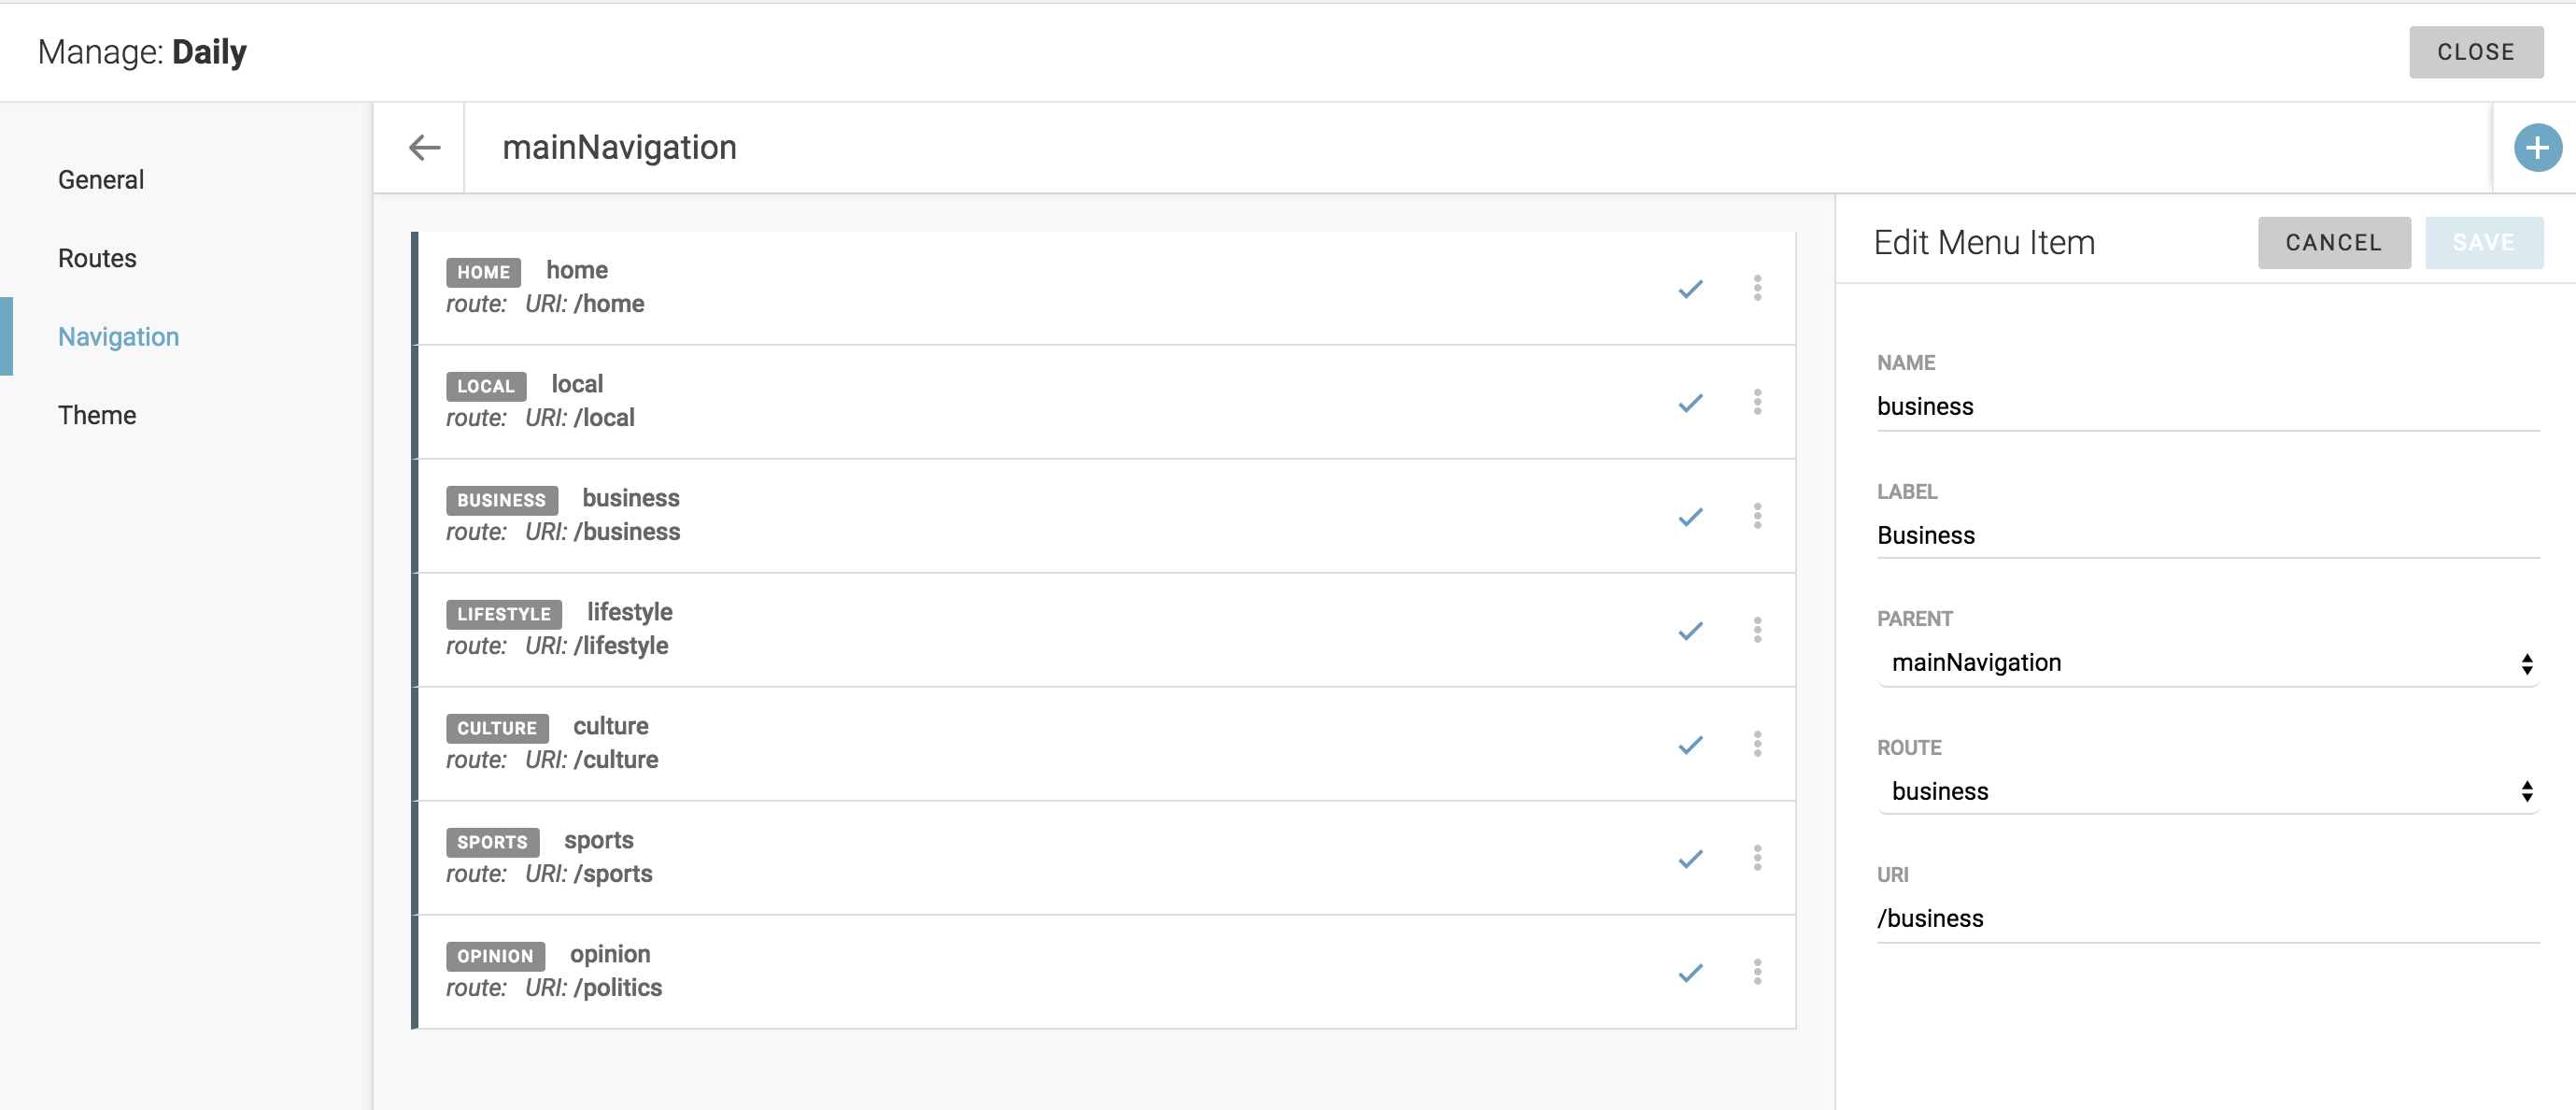 Manage: Daily
CLOSE
General
Routes
Navigation
Theme
mainNavigation
HOME home
route: URI: /home
LOCAL local
route: URI: /local
BUSINESS business
route: URI: /business
LIFESTYLE lifestyle
route: URI: /lifestyle
CULTURE culture
route: URI: /culture
SPORTS sports
route: URI: /sports
OPINION opinion
route: URI: /politics
Edit Menu Item
CANCEL
SAVE
NAME
business
LABEL
Business
PARENT
mainNavigation
ROUTE
business
URI
/business